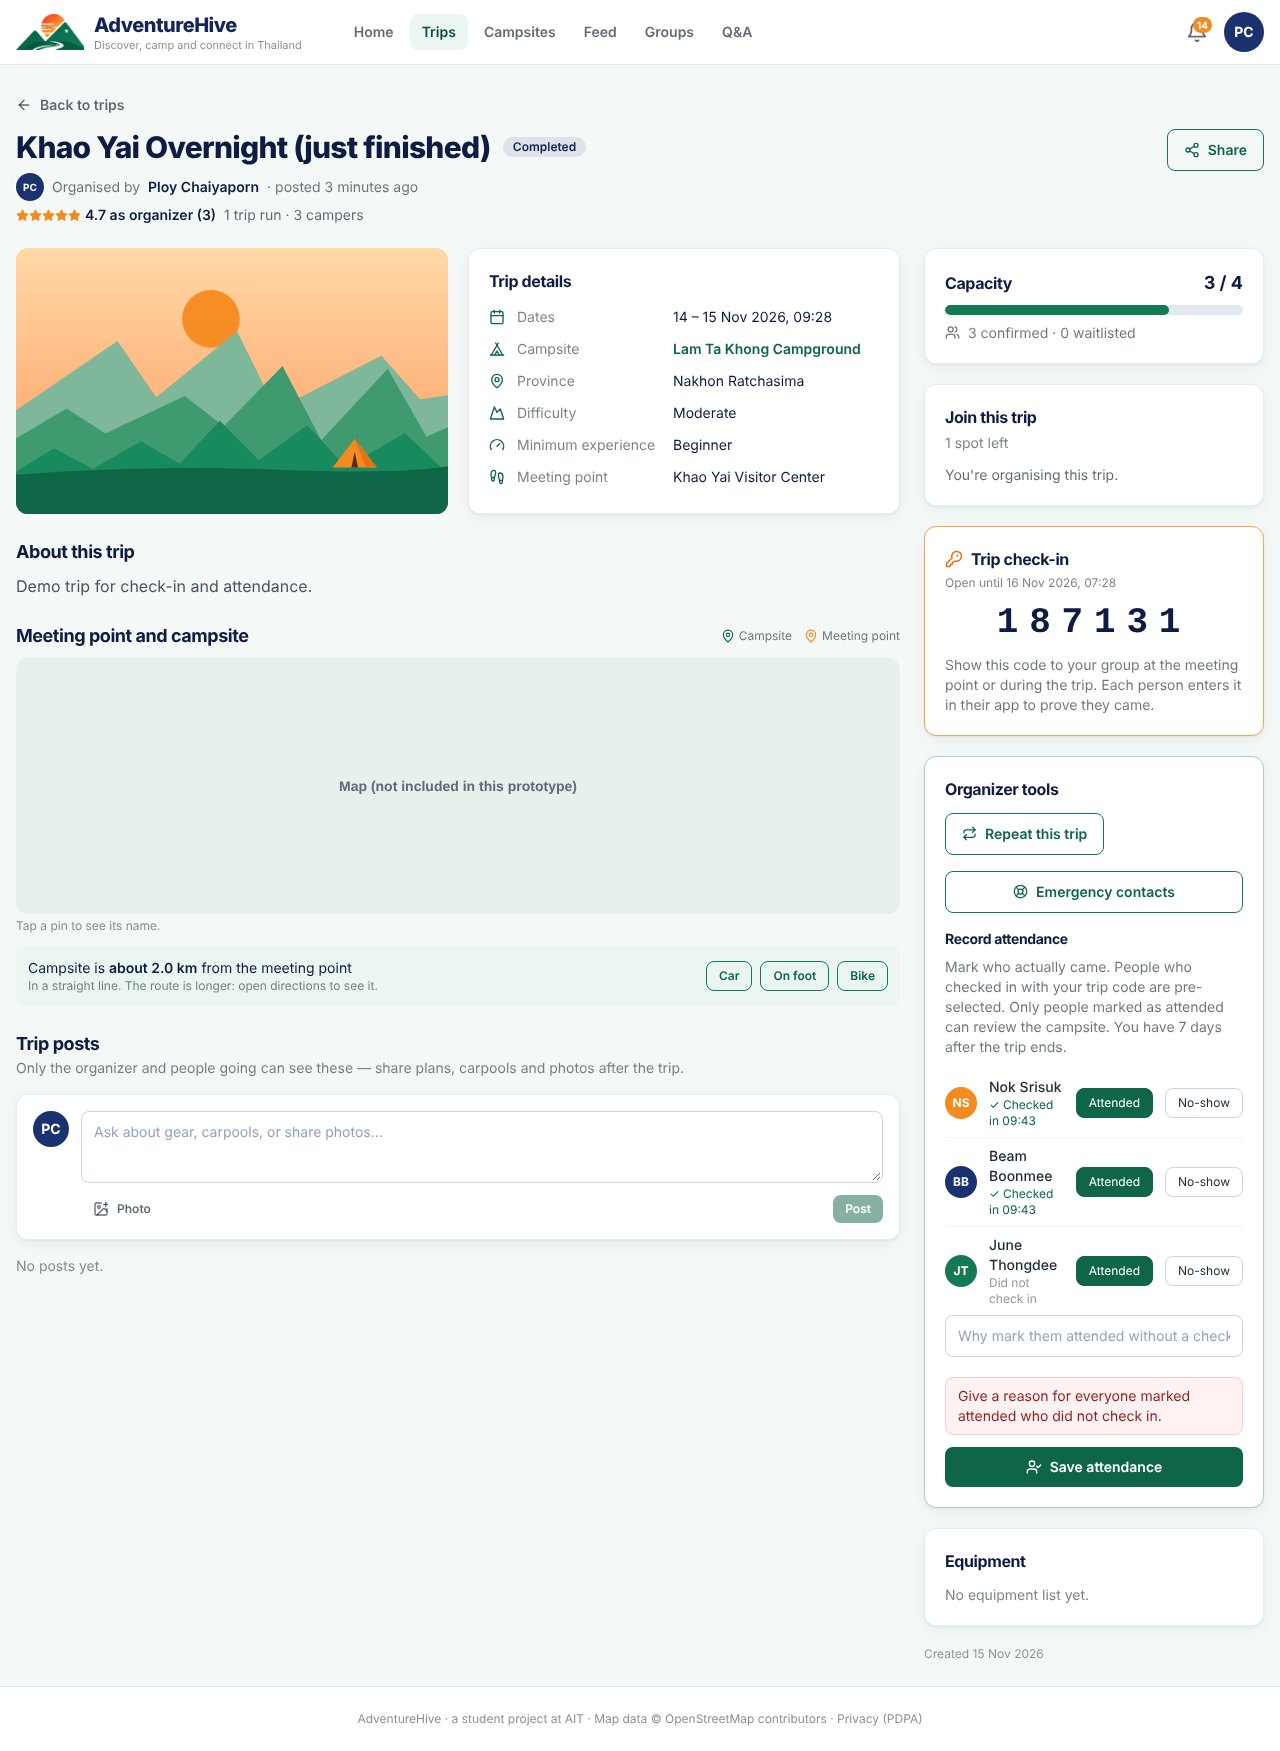 AdventureHive
Discover, camp and connect in Thailand
Home
Trips
Campsites
Feed
Groups
Q&A
14
PC
Back to trips
Khao Yai Overnight (just finished)
Completed
Share
PC
Organised by Ploy Chaiyaporn · posted 3 minutes ago
4.7 as organizer (3) 1 trip run · 3 campers
Trip details
Dates
14 – 15 Nov 2026, 09:28
Campsite
Lam Ta Khong Campground
Province
Nakhon Ratchasima
Difficulty
Moderate
Minimum experience
Beginner
Meeting point
Khao Yai Visitor Center
About this trip
Demo trip for check-in and attendance.
Meeting point and campsite
Campsite
Meeting point
Map (not included in this prototype)
Tap a pin to see its name.
Campsite is about 2.0 km from the meeting point
In a straight line. The route is longer: open directions to see it.
Car
On foot
Bike
Trip posts
Only the organizer and people going can see these — share plans, carpools and photos after the trip.
PC
Ask about gear, carpools, or share photos...
Photo
Post
No posts yet.
Capacity
3 / 4
3 confirmed · 0 waitlisted
Join this trip
1 spot left
You're organising this trip.
Trip check-in
Open until 16 Nov 2026, 07:28
187131
Show this code to your group at the meeting
point or during the trip. Each person enters it
in their app to prove they came.
Organizer tools
Repeat this trip
Emergency contacts
Record attendance
Mark who actually came. People who
checked in with your trip code are pre-
selected. Only people marked as attended
can review the campsite. You have 7 days
after the trip ends.
NS
Nok Srisuk
✓ Checked
in 09:43
Attended
No-show
BB
Beam
Boonmee
✓ Checked
in 09:43
Attended
No-show
JT
June
Thongdee
Did not
check in
Attended
No-show
Why mark them attended without a check
Give a reason for everyone marked
attended who did not check in.
Save attendance
Equipment
No equipment list yet.
Created 15 Nov 2026
AdventureHive · a student project at AIT · Map data © OpenStreetMap contributors · Privacy (PDPA)